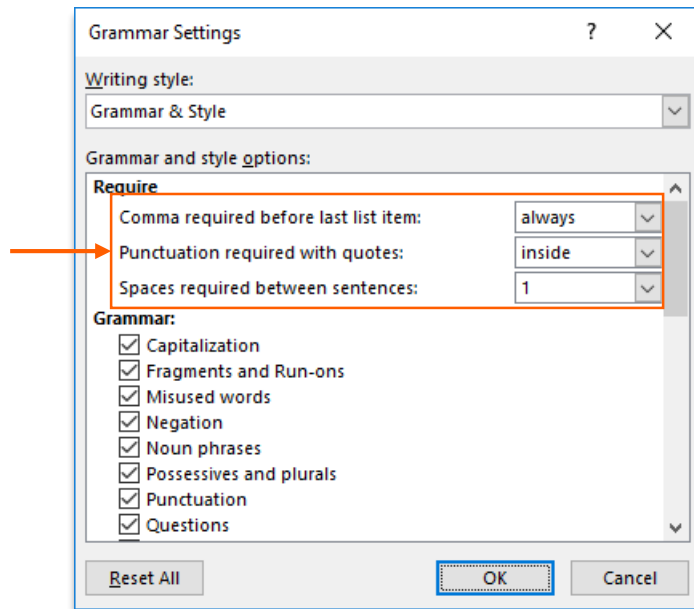 Grammar Settings ?
Writing style:
Grammar & Style
Grammar and style options:
Require
Comma required before last list item: always
Punctuation required with quotes: inside
Spaces required between sentences: 1
Grammar:
Capitalization
Fragments and Run-ons
Misused words
Negation
Noun phrases
Possessives and plurals
Punctuation
Questions
Reset All OK Cancel